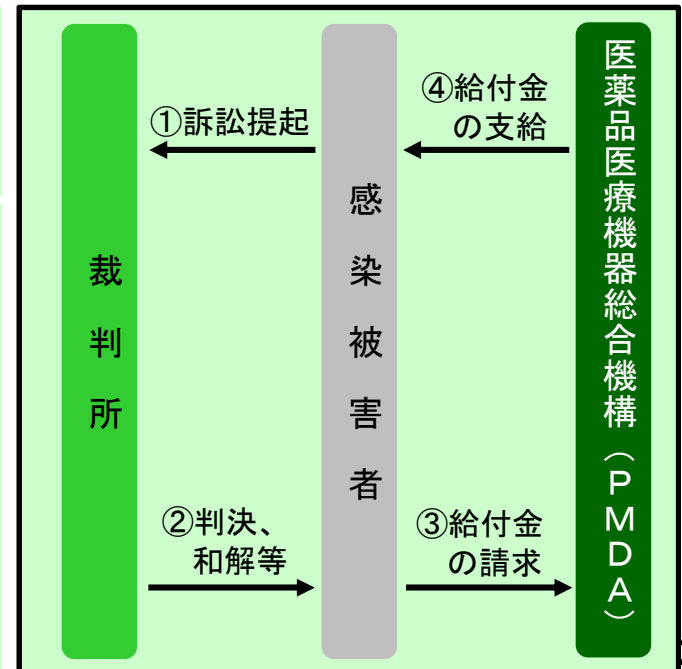 ①訴訟提起
④給付金
の支給
裁判所
感染被害者
医薬品医療機器総合機構（ＰＭＤＡ）
②判決、
和解等
③給付金
の請求